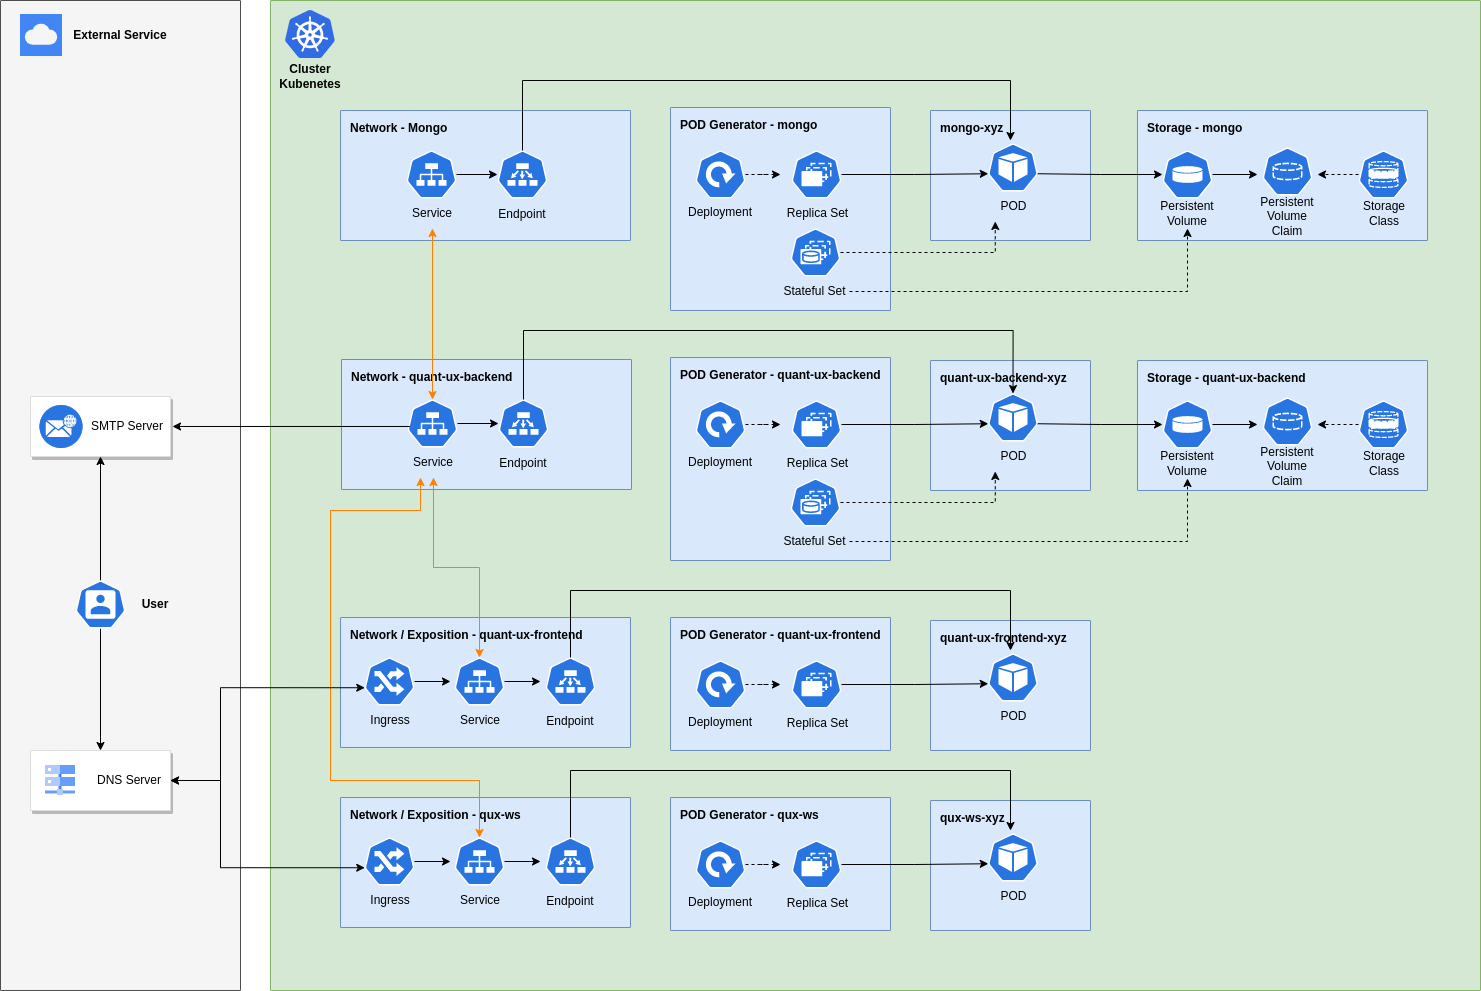 External Service
Cluster
Kubenetes
Network - Mongo
Service
Endpoint
POD Generator - mongo
Deployment
Replica Set
Stateful Set
mongo-xyz
POD
Storage - mongo
Persistent
Volume
Persistent
Volume
Claim
Storage
Class
Network - quant-ux-backend
Service
Endpoint
POD Generator - quant-ux-backend
Deployment
Replica Set
Stateful Set
quant-ux-backend-xyz
POD
Storage - quant-ux-backend
Persistent
Volume
Persistent
Volume
Claim
Storage
Class
SMTP Server
User
DNS Server
Network / Exposition - quant-ux-frontend
Ingress
Service
Endpoint
POD Generator - quant-ux-frontend
Deployment
Replica Set
quant-ux-frontend-xyz
POD
Network / Exposition - qux-ws
Ingress
Service
Endpoint
POD Generator - qux-ws
Deployment
Replica Set
qux-ws-xyz
POD